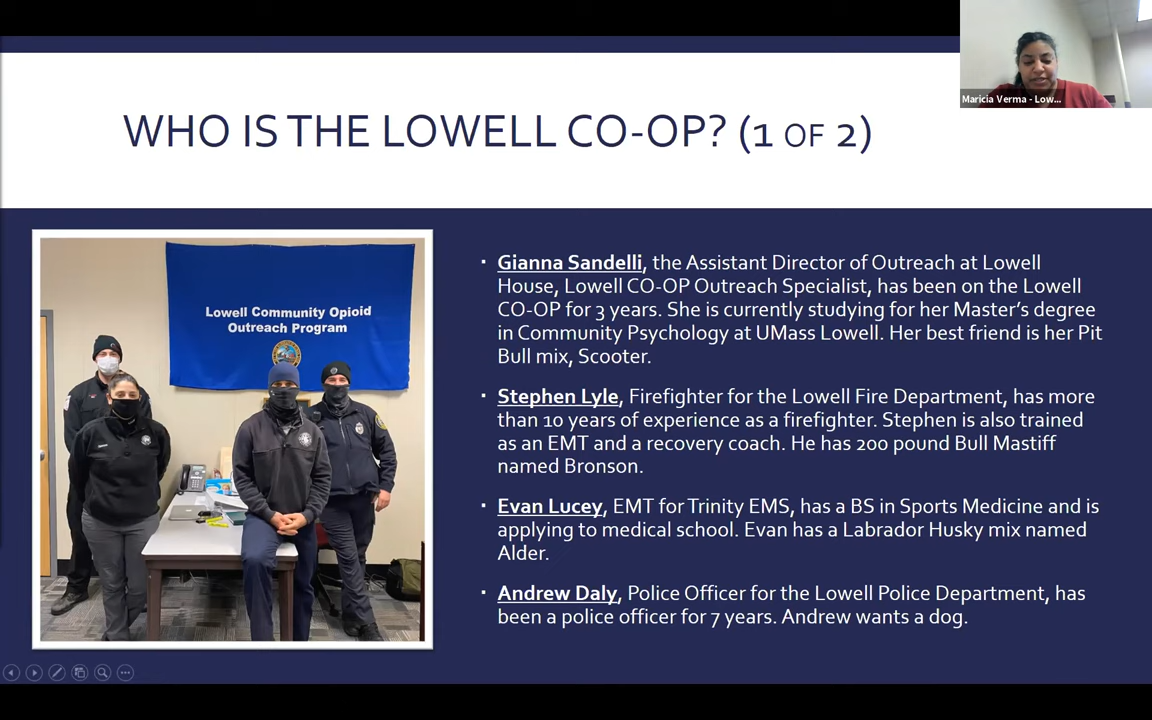 Maricia Verma - Low...
WHO IS THE LOWELL CO-OP? (1 OF 2)
Lowell Community Opioid
Outreach Program
▪ Gianna Sandelli, the Assistant Director of Outreach at Lowell
House, Lowell CO-OP Outreach Specialist, has been on the Lowell
CO-OP for 3 years. She is currently studying for her Master’s degree
in Community Psychology at UMass Lowell. Her best friend is her Pit
Bull mix, Scooter.
▪ Stephen Lyle, Firefighter for the Lowell Fire Department, has more
than 10 years of experience as a firefighter. Stephen is also trained
as an EMT and a recovery coach. He has 200 pound Bull Mastiff
named Bronson.
▪ Evan Lucey, EMT for Trinity EMS, has a BS in Sports Medicine and is
applying to medical school. Evan has a Labrador Husky mix named
Alder.
▪ Andrew Daly, Police Officer for the Lowell Police Department, has
been a police officer for 7 years. Andrew wants a dog.